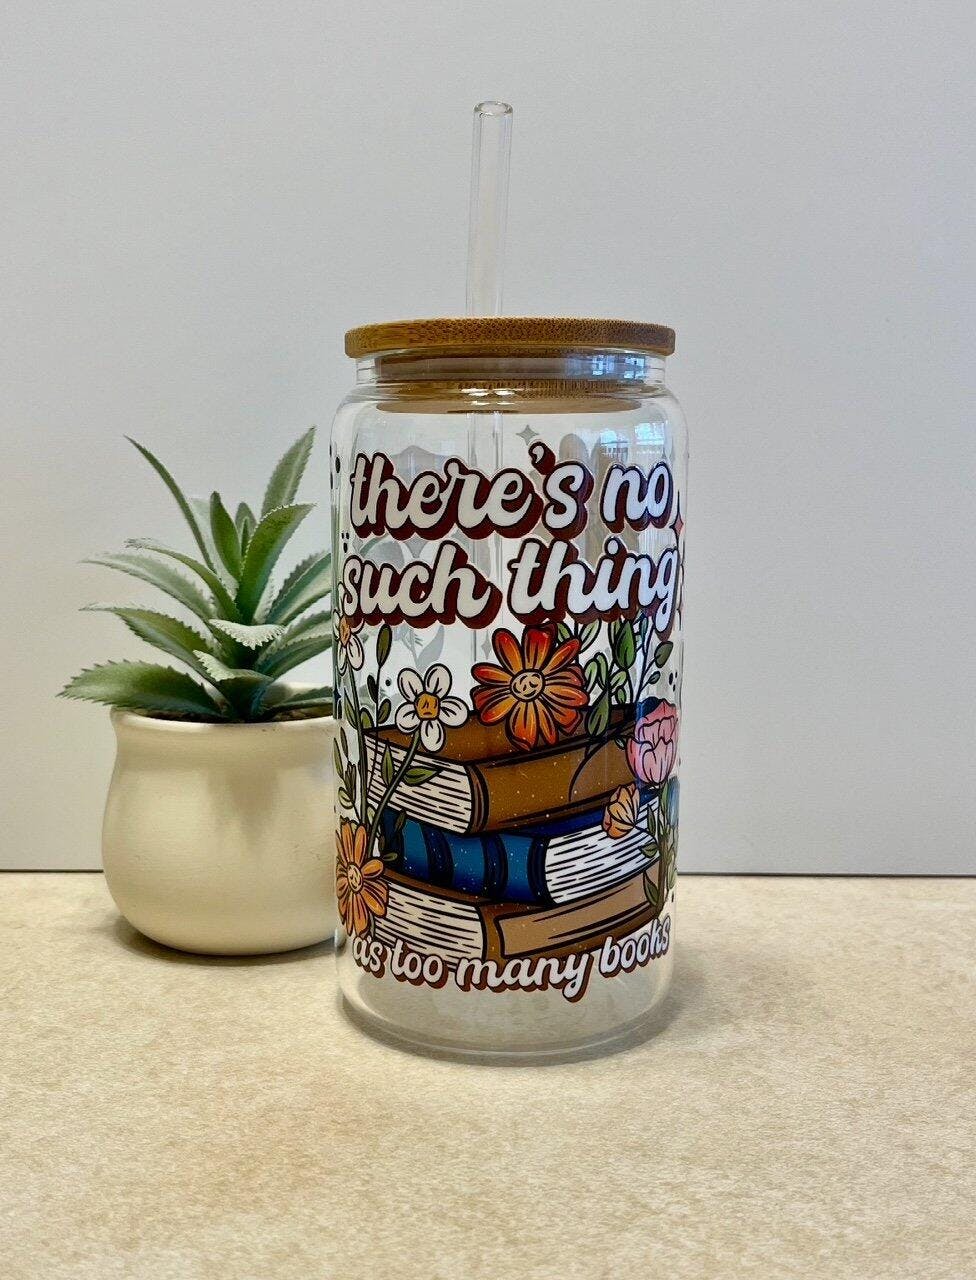 there's no
such thing
as too many books